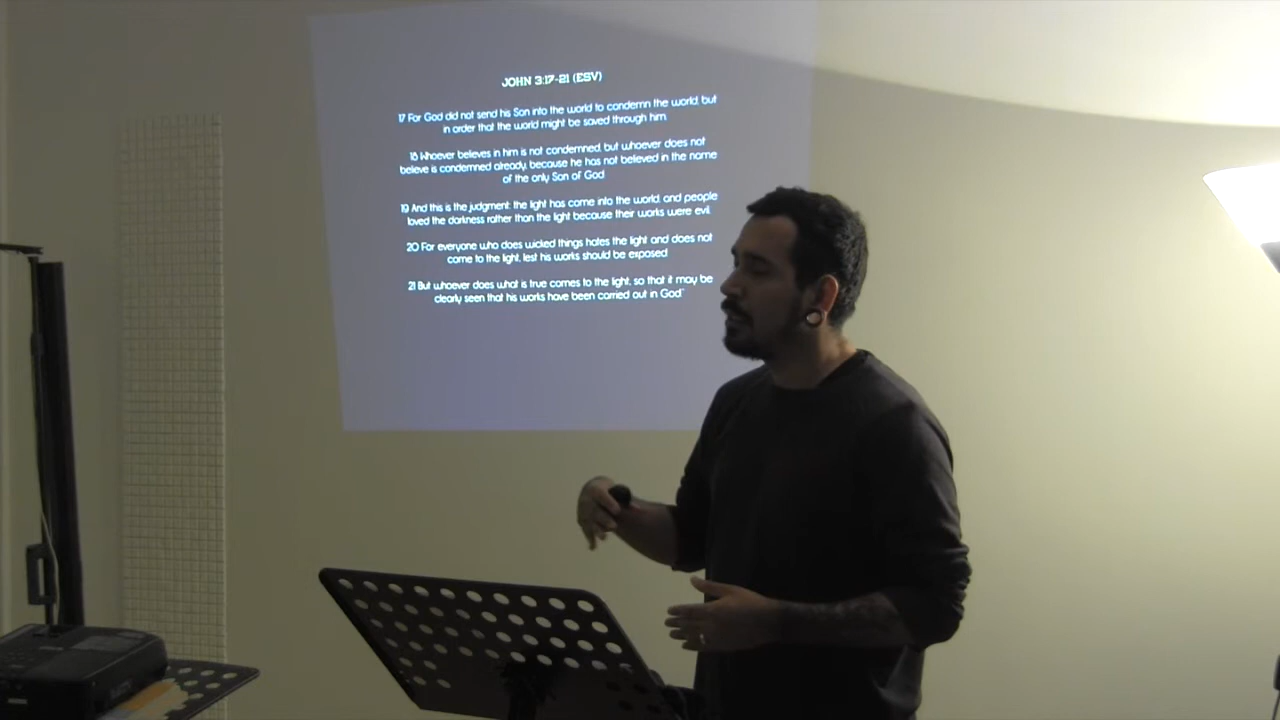 JOHN 3:17-21 (ESV)
17 For God did not send his Son into the world to condemn the world, but
in order that the world might be saved through him.
18 Whoever believes in him is not condemned, but whoever does not
believe is condemned already, because he has not believed in the name
of the only Son of God.
19 And this is the judgment: the light has come into the world, and people
loved the darkness rather than the light because their works were evil.
20 For everyone who does wicked things hates the light and does not
come to the light, lest his works should be exposed.
21 But whoever does what is true comes to the light, so that it may be
clearly seen that his works have been carried out in God"